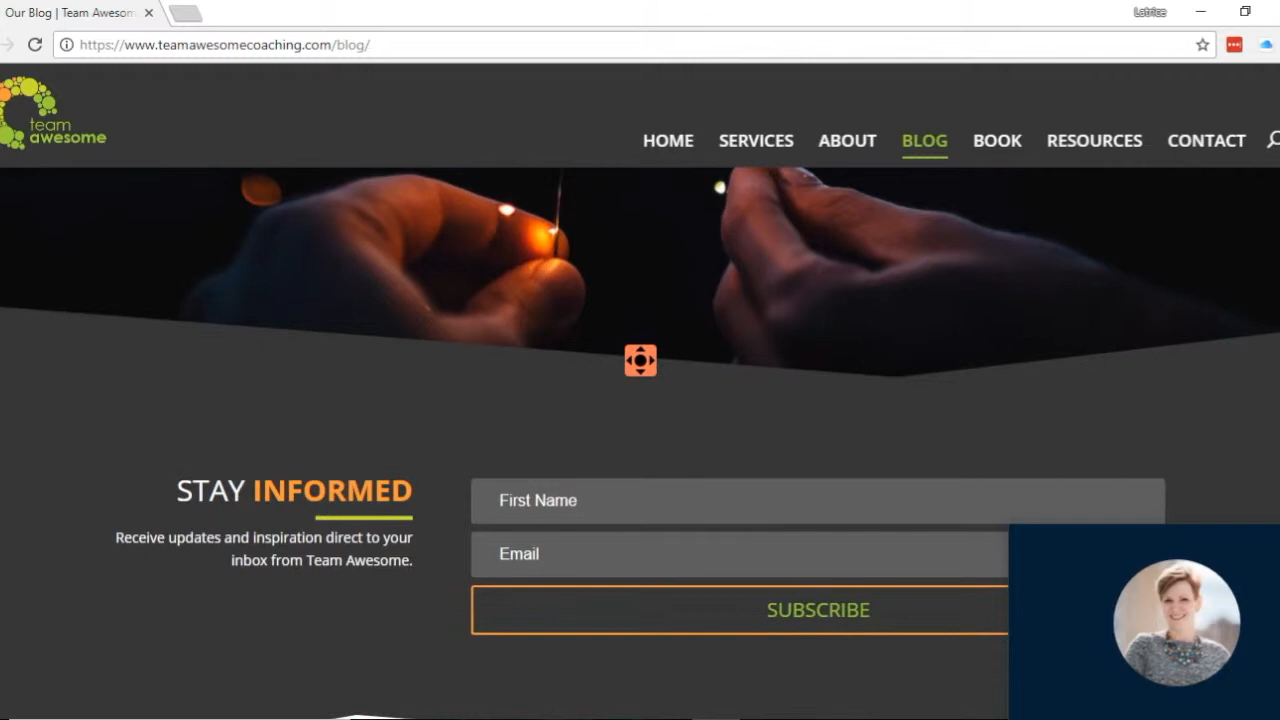 Our Blog | Team Awesom
Latrice
https://www.teamawesomecoaching.com/blog/
team
awesome
HOME SERVICES ABOUT BLOG BOOK RESOURCES CONTACT
STAY INFORMED
Receive updates and inspiration direct to your
inbox from Team Awesome.
First Name
Email
SUBSCRIBE